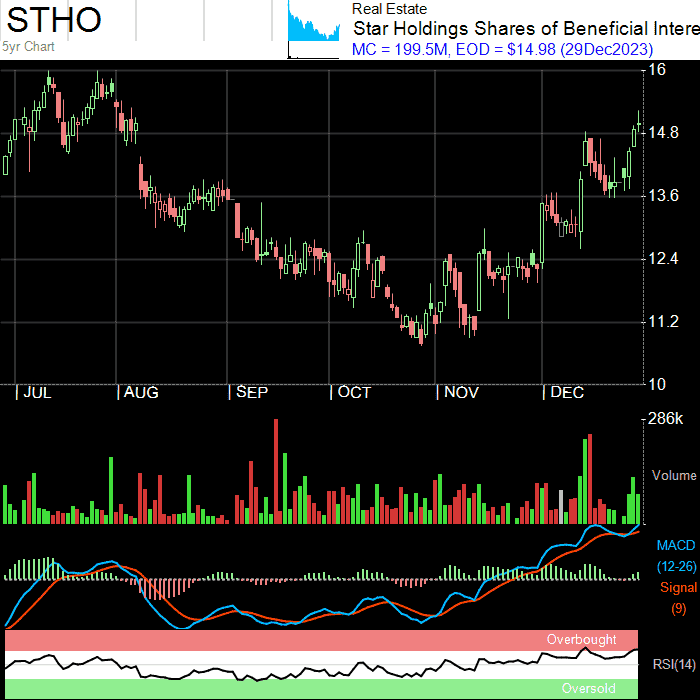 STHO
5yr Chart
Real Estate
Star Holdings Shares of Beneficial Intere
MC = 199.5M, EOD = $14.98 (29Dec2023)
16
14.8
13.6
12.4
11.2
10
JUL AUG SEP OCT NOV DEC
286k
Volume
MACD
(12-26)
Signal
(9)
Overbought
RSI(14)
Oversold